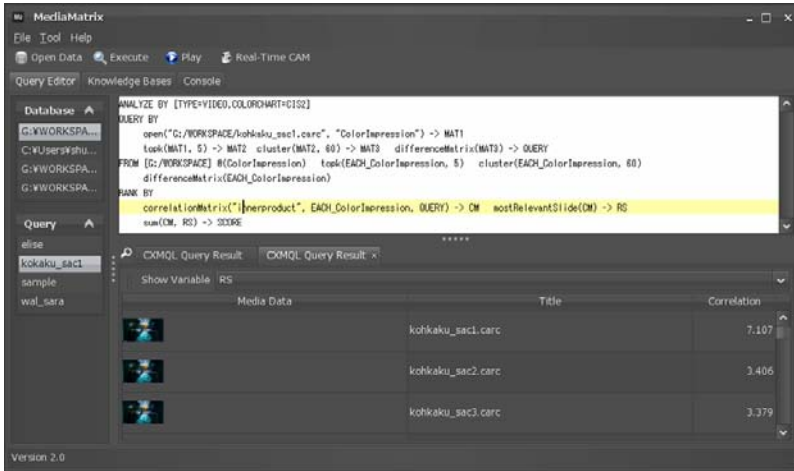 MediaMatrix
File Tool Help
Open Data Execute Play Real-Time CAM
Query Editor Knowledge Bases Console
Database
G:¥WORKSPA...
C:¥Users¥shu...
G:¥WORKSPA...
G:¥WORKSPA...
Query
elise
kokaku_sac1
sample
wal_sara
ANALYZE BY [TYPE=VIDEO,COLORCHART=CIS2]
QUERY BY
open("G:/WORKSPACE/kohkaku_sac1.carc", "ColorImpression") -> MAT1
topk(MAT1, 5) -> MAT2 cluster(MAT2, 60) -> MAT3 differenceMatrix(MAT3) -> QUERY
FROM [G:/WORKSPACE] @(ColorImpression) topk(EACH_ColorImpression, 5) cluster(EACH_ColorImpression, 60)
differenceMatrix(EACH_ColorImpression)
RANK BY
correlationMatrix("innerproduct", EACH_ColorImpression, QUERY) -> CM mostRelevantSlide(CM) -> RS
sum(CM, RS) -> SCORE
CXMQL Query Result CXMQL Query Result ×
Show Variable RS
Media Data Title Correlation
kohkaku_sac1.carc 7.107
kohkaku_sac2.carc 3.406
kohkaku_sac3.carc 3.379
Version 2.0